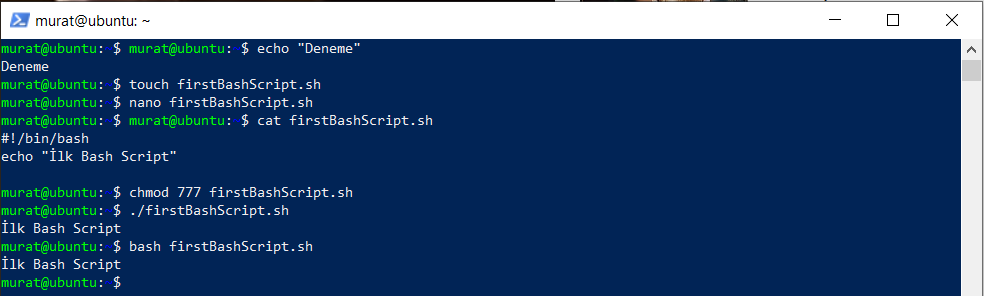 murat@ubuntu: ~
murat@ubuntu:~$ murat@ubuntu:~$ echo "Deneme"
Deneme
murat@ubuntu:~$ touch firstBashScript.sh
murat@ubuntu:~$ nano firstBashScript.sh
murat@ubuntu:~$ murat@ubuntu:~$ cat firstBashScript.sh
#!/bin/bash
echo "İlk Bash Script"
murat@ubuntu:~$ chmod 777 firstBashScript.sh
murat@ubuntu:~$ ./firstBashScript.sh
İlk Bash Script
murat@ubuntu:~$ bash firstBashScript.sh
İlk Bash Script
murat@ubuntu:~$